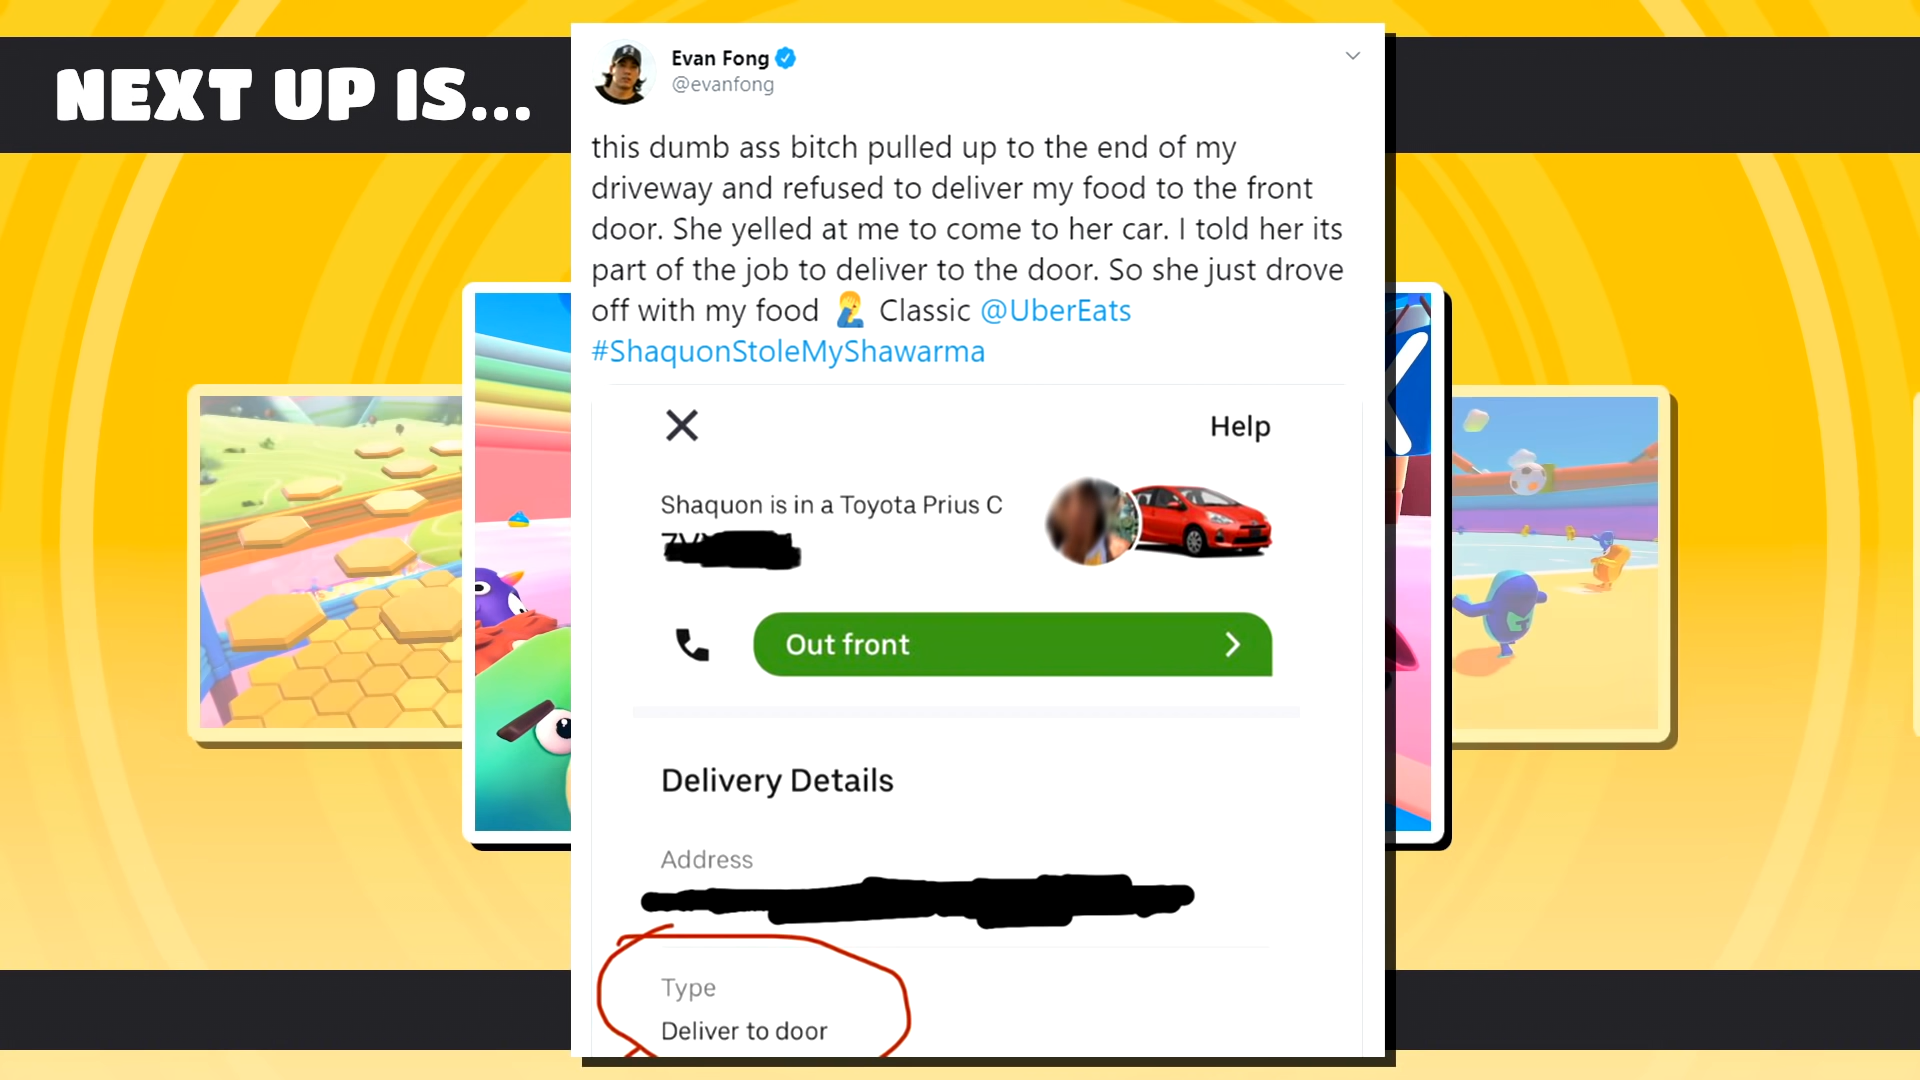 NEXT UP IS...
Evan Fong
@evanfong
this dumb ass bitch pulled up to the end of my
driveway and refused to deliver my food to the front
door. She yelled at me to come to her car. I told her its
part of the job to deliver to the door. So she just drove
off with my food 🤦‍♂️ Classic @UberEats
#ShaquonStoleMyShawarma
Help
Shaquon is in a Toyota Prius C
Out front
Delivery Details
Address
Type
Deliver to door